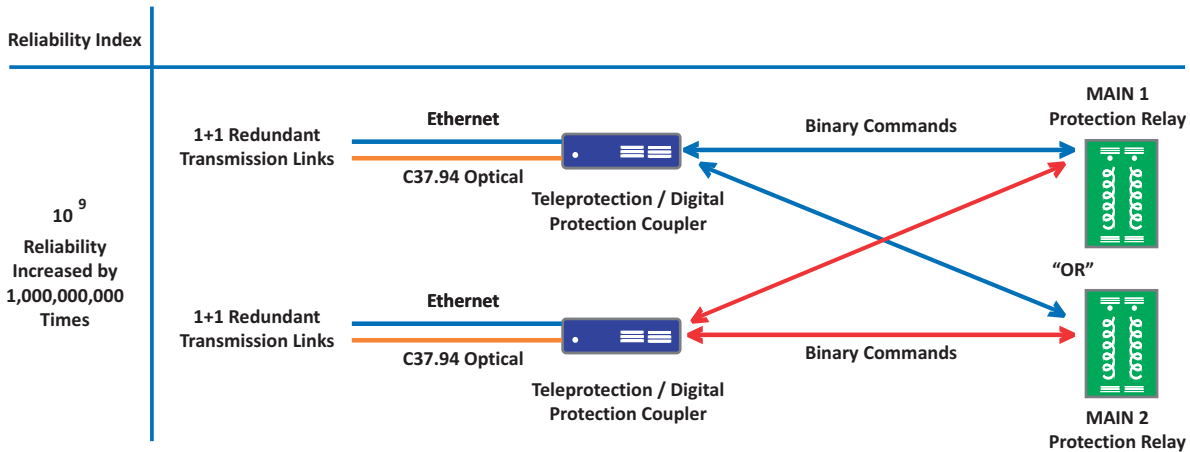 Reliability Index
10 9
Reliability
Increased by
1,000,000,000
Times
1+1 Redundant
Transmission Links
Ethernet
C37.94 Optical
Teleprotection / Digital
Protection Coupler
Binary Commands
MAIN 1
Protection Relay
“OR”
1+1 Redundant
Transmission Links
Ethernet
C37.94 Optical
Teleprotection / Digital
Protection Coupler
Binary Commands
MAIN 2
Protection Relay